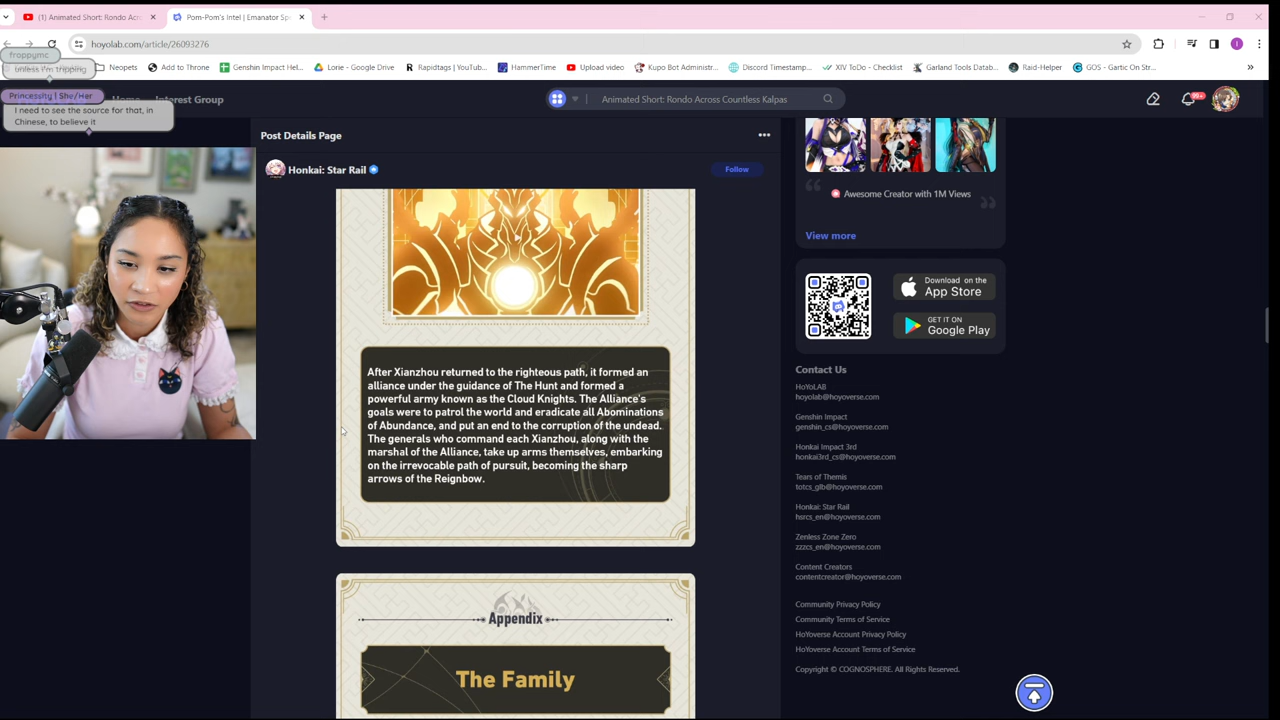 (1) Animated Short: Rondo Acro
Pom-Pom's Intel | Emanator Sp
hoyolab.com/article/26093276
froppymc
unless i'm tripping
Neopets
Add to Throne
Genshin Impact Hel...
Lorie - Google Drive
Rapidtags | YouTub...
HammerTime
Upload video
Kupo Bot Administr...
Discord Timestamp...
XIV ToDo - Checklist
Garland Tools Datab...
Raid-Helper
GOS - Gartic On Str...
Princessity | She/Her
I need to see the source for that, in
Chinese, to believe it
Home
Interest Group
Animated Short: Rondo Across Countless Kalpas
99+
Post Details Page
Honkai: Star Rail
Follow
After Xianzhou returned to the righteous path, it formed an
alliance under the guidance of The Hunt and formed a
powerful army known as the Cloud Knights. The Alliance's
goals were to patrol the world and eradicate all Abominations
of Abundance, and put an end to the corruption of the undead.
The generals who command each Xianzhou, along with the
marshal of the Alliance, take up arms themselves, embarking
on the irrevocable path of pursuit, becoming the sharp
arrows of the Reignbow.
Appendix
The Family
Awesome Creator with 1M Views
View more
Download on the
App Store
GET IT ON
Google Play
Contact Us
HoYoLAB
hoyolab@hoyoverse.com
Genshin Impact
genshin_cs@hoyoverse.com
Honkai Impact 3rd
honkai3rd_cs@hoyoverse.com
Tears of Themis
totcs_glb@hoyoverse.com
Honkai: Star Rail
hsrcs_en@hoyoverse.com
Zenless Zone Zero
zzzcs_en@hoyoverse.com
Content Creators
contentcreator@hoyoverse.com
Community Privacy Policy
Community Terms of Service
HoYoverse Account Privacy Policy
HoYoverse Account Terms of Service
Copyright © COGNOSPHERE. All Rights Reserved.